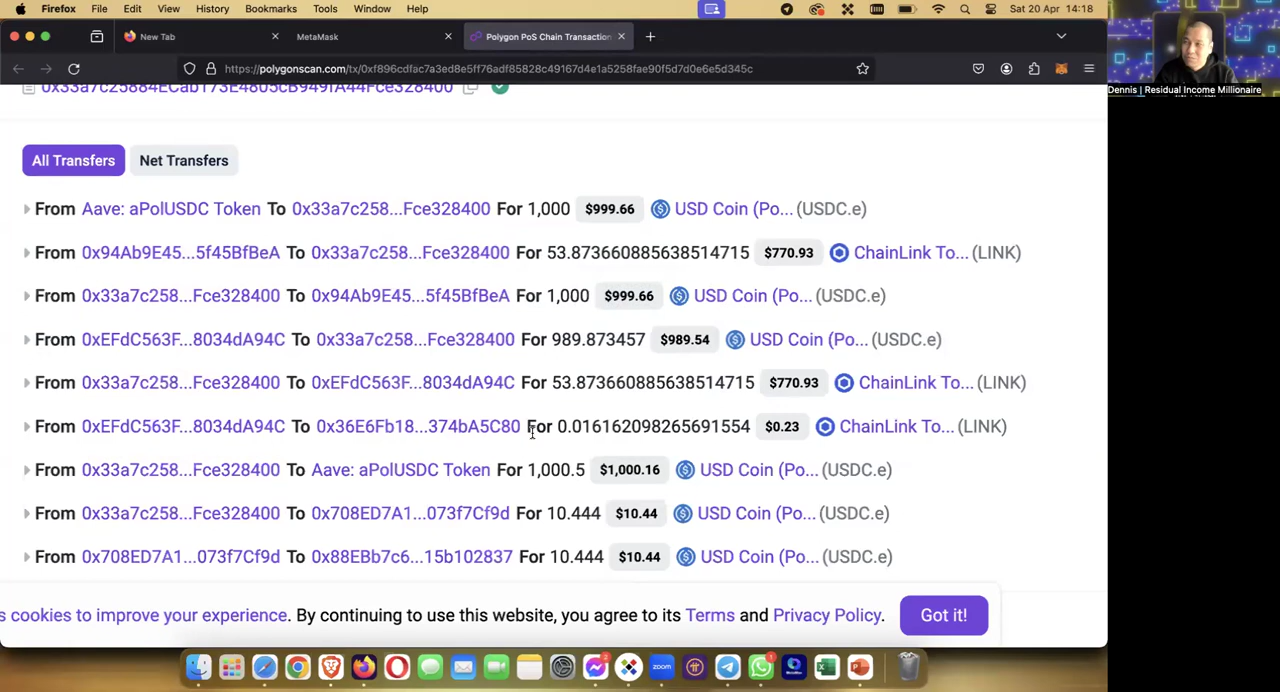 Firefox File Edit View History Bookmarks Tools Window Help Sat 20 Apr 14:18
New Tab MetaMask Polygon PoS Chain Transaction
https://polygonscan.com/tx/0xf896cdfac7a3ed8e5ff76adf85828c49167d4e1a5258fae90f5d7d0e6e5d345c
Dennis | Residual Income Millionaire
0x33a7c25884ECab173E4805cB949fA44Fce328400
All Transfers Net Transfers
From Aave: aPolUSDC Token To 0x33a7c258...Fce328400 For 1,000 $999.66 USD Coin (Po... (USDC.e)
From 0x94Ab9E45...5f45BfBeA To 0x33a7c258...Fce328400 For 53.873660885638514715 $770.93 ChainLink To... (LINK)
From 0x33a7c258...Fce328400 To 0x94Ab9E45...5f45BfBeA For 1,000 $999.66 USD Coin (Po... (USDC.e)
From 0xEFdC563F...8034dA94C To 0x33a7c258...Fce328400 For 989.873457 $989.54 USD Coin (Po... (USDC.e)
From 0x33a7c258...Fce328400 To 0xEFdC563F...8034dA94C For 53.873660885638514715 $770.93 ChainLink To... (LINK)
From 0xEFdC563F...8034dA94C To 0x36E6Fb18...374bA5C80 For 0.016162098265691554 $0.23 ChainLink To... (LINK)
From 0x33a7c258...Fce328400 To Aave: aPolUSDC Token For 1,000.5 $1,000.16 USD Coin (Po... (USDC.e)
From 0x33a7c258...Fce328400 To 0x708ED7A1...073f7Cf9d For 10.444 $10.44 USD Coin (Po... (USDC.e)
From 0x708ED7A1...073f7Cf9d To 0x88EBb7c6...15b102837 For 10.444 $10.44 USD Coin (Po... (USDC.e)
s cookies to improve your experience. By continuing to use this website, you agree to its Terms and Privacy Policy. Got it!
zoom